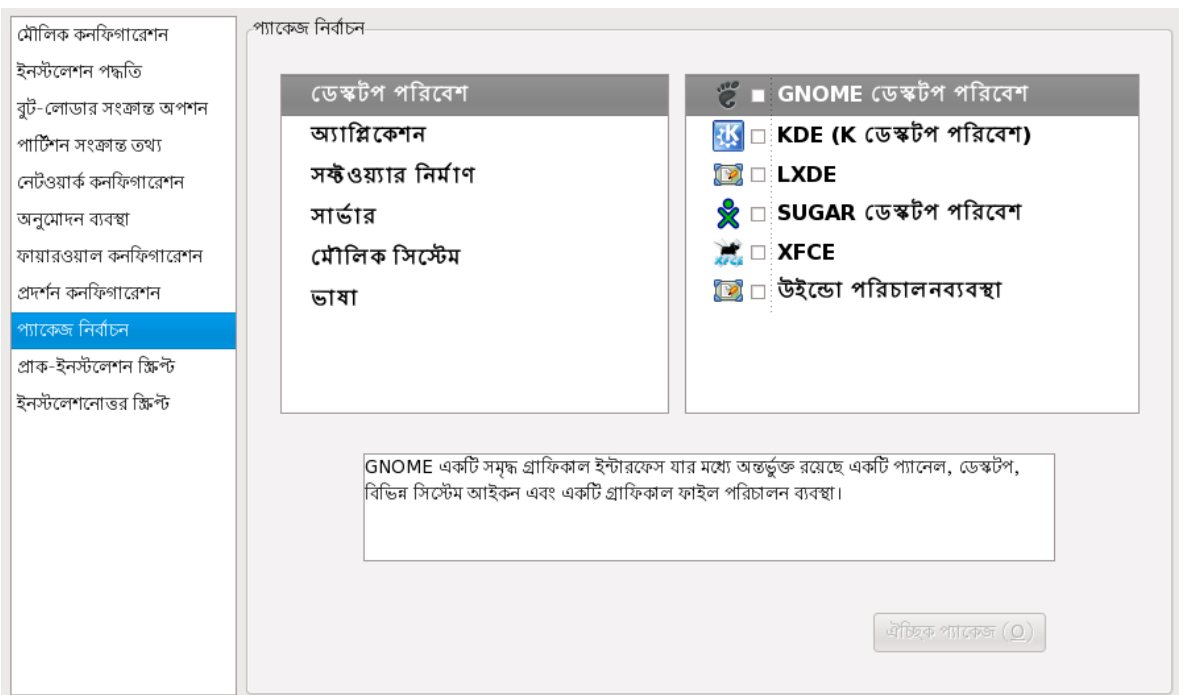 মৌলিক কনফিগারেশন
ইনস্টলেশন পদ্ধতি
বুট-লোডার সংক্রান্ত অপশন
পার্টিশন সংক্রান্ত তথ্য
নেটওয়ার্ক কনফিগারেশন
অনুমোদন ব্যবস্থা
ফায়ারওয়াল কনফিগারেশন
প্রদর্শন কনফিগারেশন
প্যাকেজ নির্বাচন
প্রাক-ইনস্টলেশন স্ক্রিপ্ট
ইনস্টলেশনোত্তর স্ক্রিপ্ট
প্যাকেজ নির্বাচন
ডেস্কটপ পরিবেশ
অ্যাপ্লিকেশন
সফ্টওয়্যার নির্মাণ
সার্ভার
মৌলিক সিস্টেম
ভাষা
GNOME ডেস্কটপ পরিবেশ
KDE (K ডেস্কটপ পরিবেশ)
LXDE
SUGAR ডেস্কটপ পরিবেশ
XFCE
উইন্ডো পরিচালনব্যবস্থা
GNOME একটি সমৃদ্ধ গ্রাফিকাল ইন্টারফেস যার মধ্যে অন্তর্ভুক্ত রয়েছে একটি প্যানেল, ডেস্কটপ,
বিভিন্ন সিস্টেম আইকন এবং একটি গ্রাফিকাল ফাইল পরিচালন ব্যবস্থা।
ঐচ্ছিক প্যাকেজ (O)